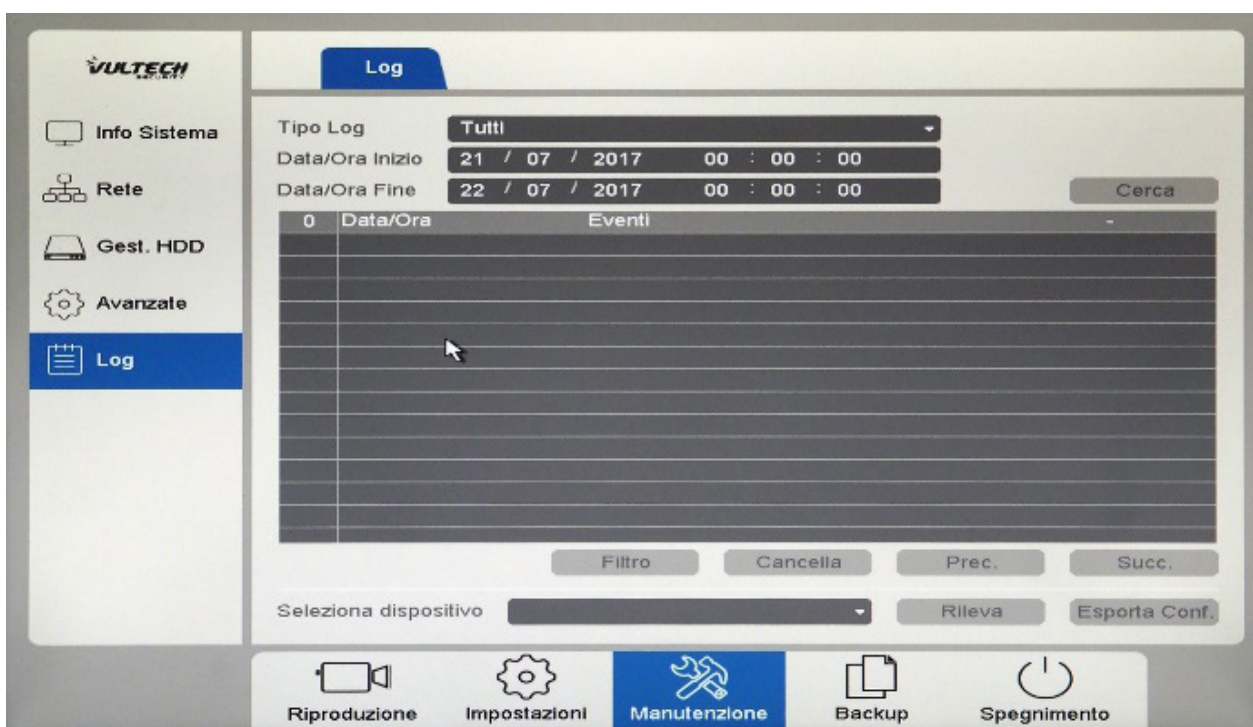 VULTECH
SECURITY
Info Sistema
Rete
Gest. HDD
Avanzate
Log
Log
Tipo Log Tutti
Data/Ora Inizio 21 / 07 / 2017 00 : 00 : 00
Data/Ora Fine 22 / 07 / 2017 00 : 00 : 00 Cerca
0 Data/Ora Eventi -
Filtro Cancella Prec. Succ.
Seleziona dispositivo Rileva Esporta Conf.
Riproduzione Impostazioni Manutenzione Backup Spegnimento